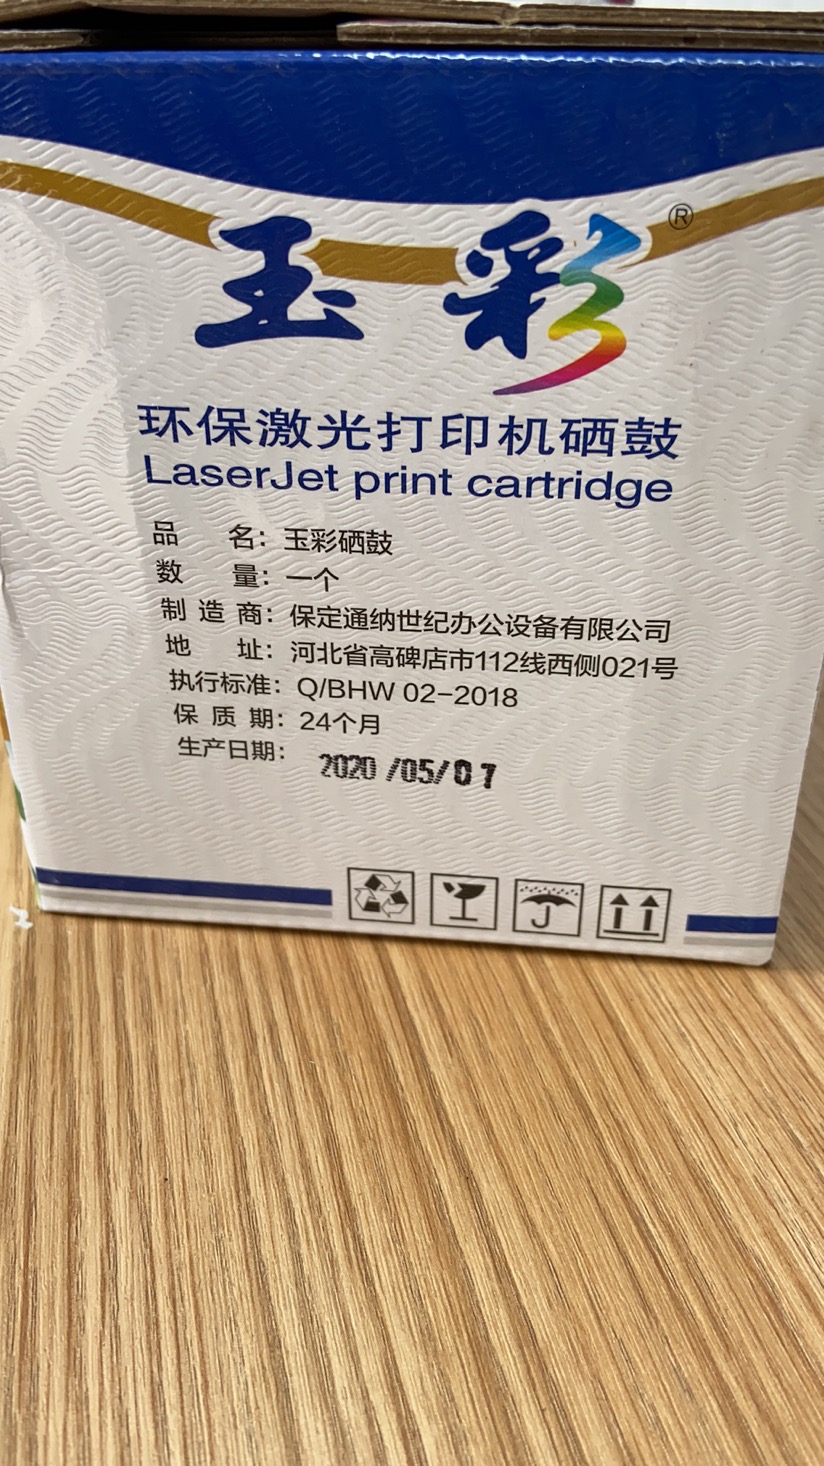 玉彩®
环保激光打印机硒鼓
LaserJet print cartridge
品 名：玉彩硒鼓
数 量：一个
制 造 商：保定通纳世纪办公设备有限公司
地 址：河北省高碑店市112线西侧021号
执行标准：Q/BHW 02-2018
保 质 期：24个月
生产日期：2020/05/07